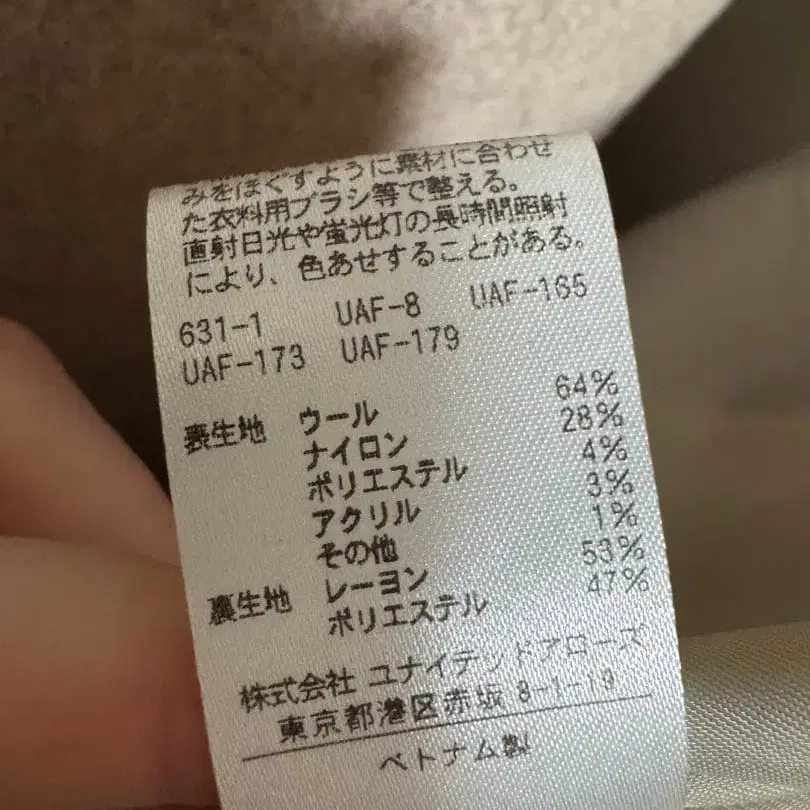 みをほぐすように素材に合わせ
た衣料用ブラシ等で整える。
直射日光や蛍光灯の長時間照射
により、色あせすることがある。
631-1 UAF-8 UAF-165
UAF-173 UAF-179
表生地 ウール 64%
ナイロン 28%
ポリエステル 4%
アクリル 3%
その他 1%
裏生地 レーヨン 53%
ポリエステル 47%
株式会社 ユナイテッドアローズ
東京都港区赤坂 8-1-19
ベトナム製